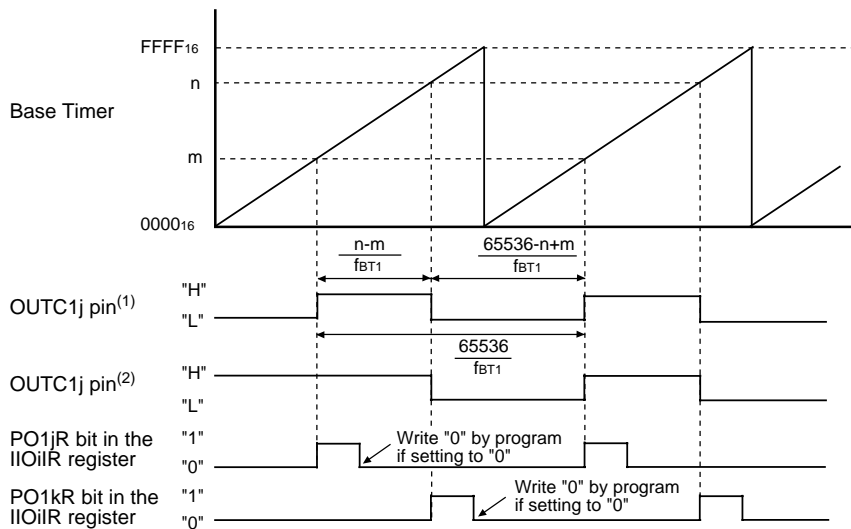 FFFF16
n
Base Timer
m
000016
n-m
fBT1
65536-n+m
fBT1
"H"
OUTC1j pin(1)
"L"
65536
fBT1
"H"
OUTC1j pin(2)
"L"
PO1jR bit in the
IIOiIR register
"1"
"0"
Write "0" by program
if setting to "0"
PO1kR bit in the
IIOiIR register
"1"
"0"
Write "0" by program
if setting to "0"